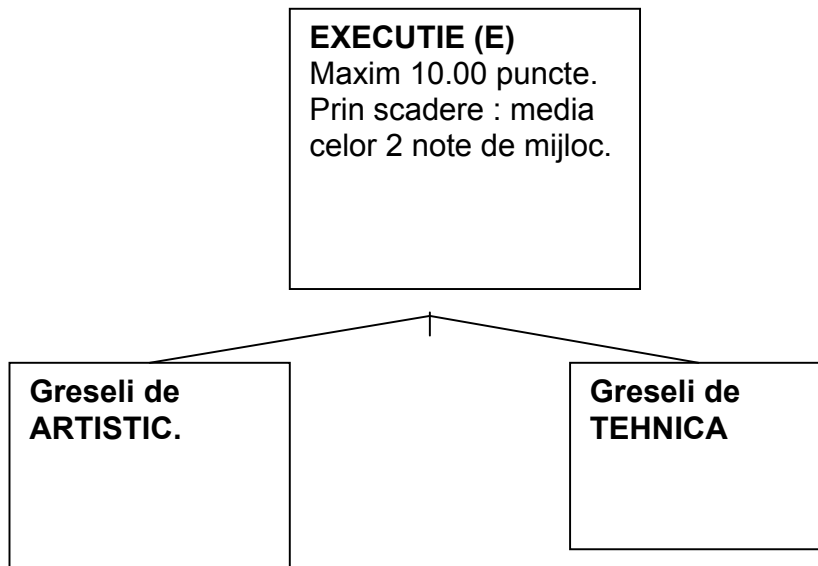 EXECUTIE (E)
Maxim 10.00 puncte.
Prin scadere : media
celor 2 note de mijloc.
Greseli de
ARTISTIC.
Greseli de
TEHNICA